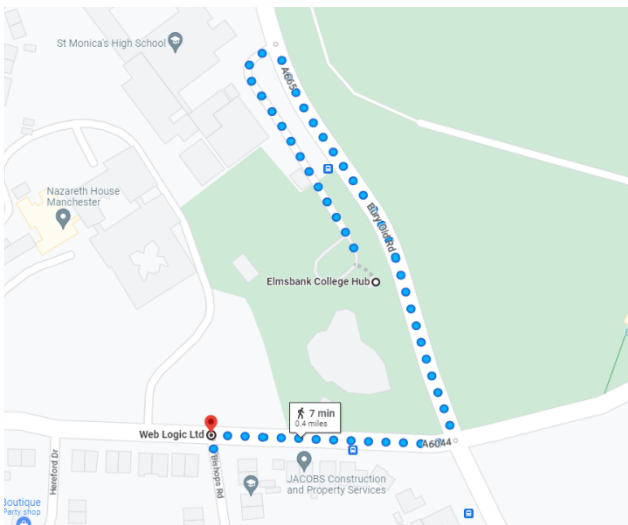 St Monica's High School
A665
Nazareth House
Manchester
Bury Old Rd
Elmsbank College Hub
7 min
0.4 miles
Web Logic Ltd
A6044
Hereford Dr
Bishops Rd
JACOBS Construction
and Property Services
Boutique
Party shop